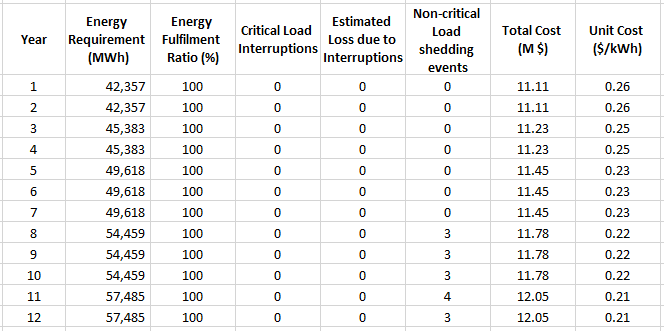 Year Energy Requirement (MWh) Energy Fulfilment Ratio (%) Critical Load Interruptions Estimated Loss due to Interruptions Non-critical Load shedding events Total Cost (M $) Unit Cost ($/kWh)
1 42,357 100 0 0 0 11.11 0.26
2 42,357 100 0 0 0 11.11 0.26
3 45,383 100 0 0 0 11.23 0.25
4 45,383 100 0 0 0 11.23 0.25
5 49,618 100 0 0 0 11.45 0.23
6 49,618 100 0 0 0 11.45 0.23
7 49,618 100 0 0 0 11.45 0.23
8 54,459 100 0 0 3 11.78 0.22
9 54,459 100 0 0 3 11.78 0.22
10 54,459 100 0 0 3 11.78 0.22
11 57,485 100 0 0 4 12.05 0.21
12 57,485 100 0 0 3 12.05 0.21